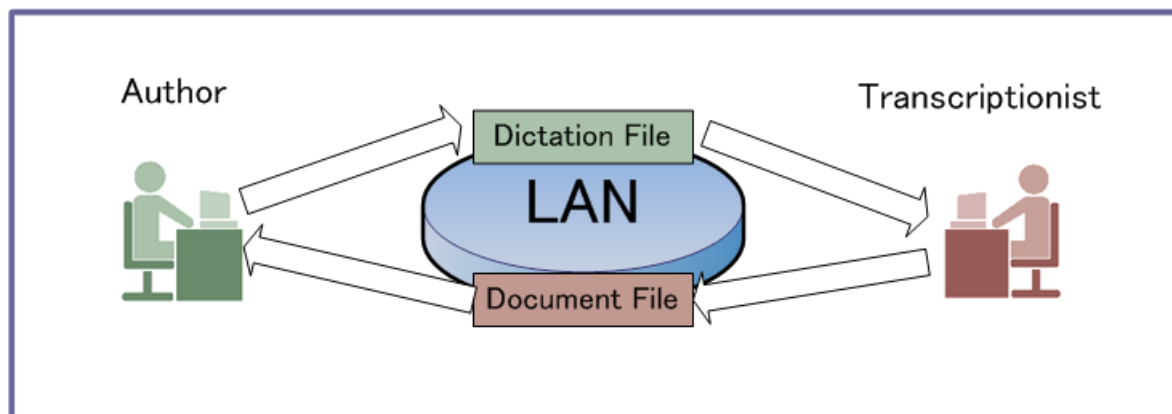 Author
Transcriptionist
Dictation File
LAN
Document File